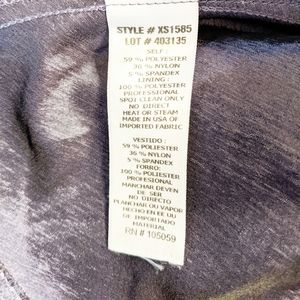 STYLE # XS1585
LOT # 403135
SELF:
59 % POLYESTER
36 % NYLON
5 % SPANDEX
LINING:
100 % POLYESTER
PROFESSIONAL
SPOT CLEAN ONLY
NO DIRECT
HEAT OR STEAM
MADE IN USA OF
IMPORTED FABRIC
VESTIDO:
59 % POLIESTER
36 % NYLON
5 % SPANDEX
FORRO:
100 % POLIESTER
PROFESIONAL
MANCHAR DEVEN
DE SER
NO DIRECTO
PLANCHAR OU VAPOR
HECHO EN EE UU
DE IMPORTADO
RN # 105059